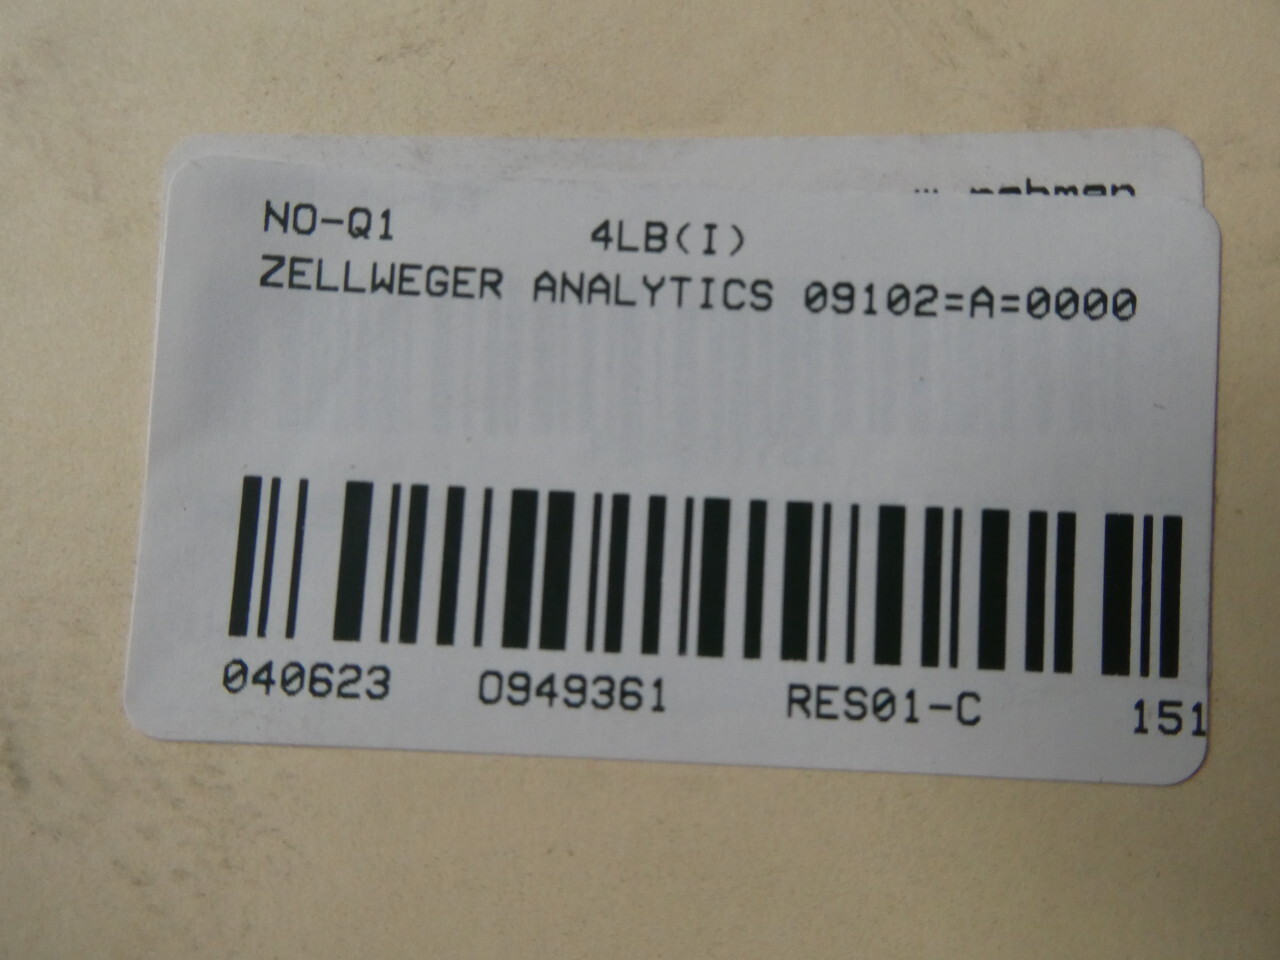 NO-Q1 4LB(I)
ZELLWEGER ANALYTICS 09102=A=0000
040623 0949361 RES01-C 151